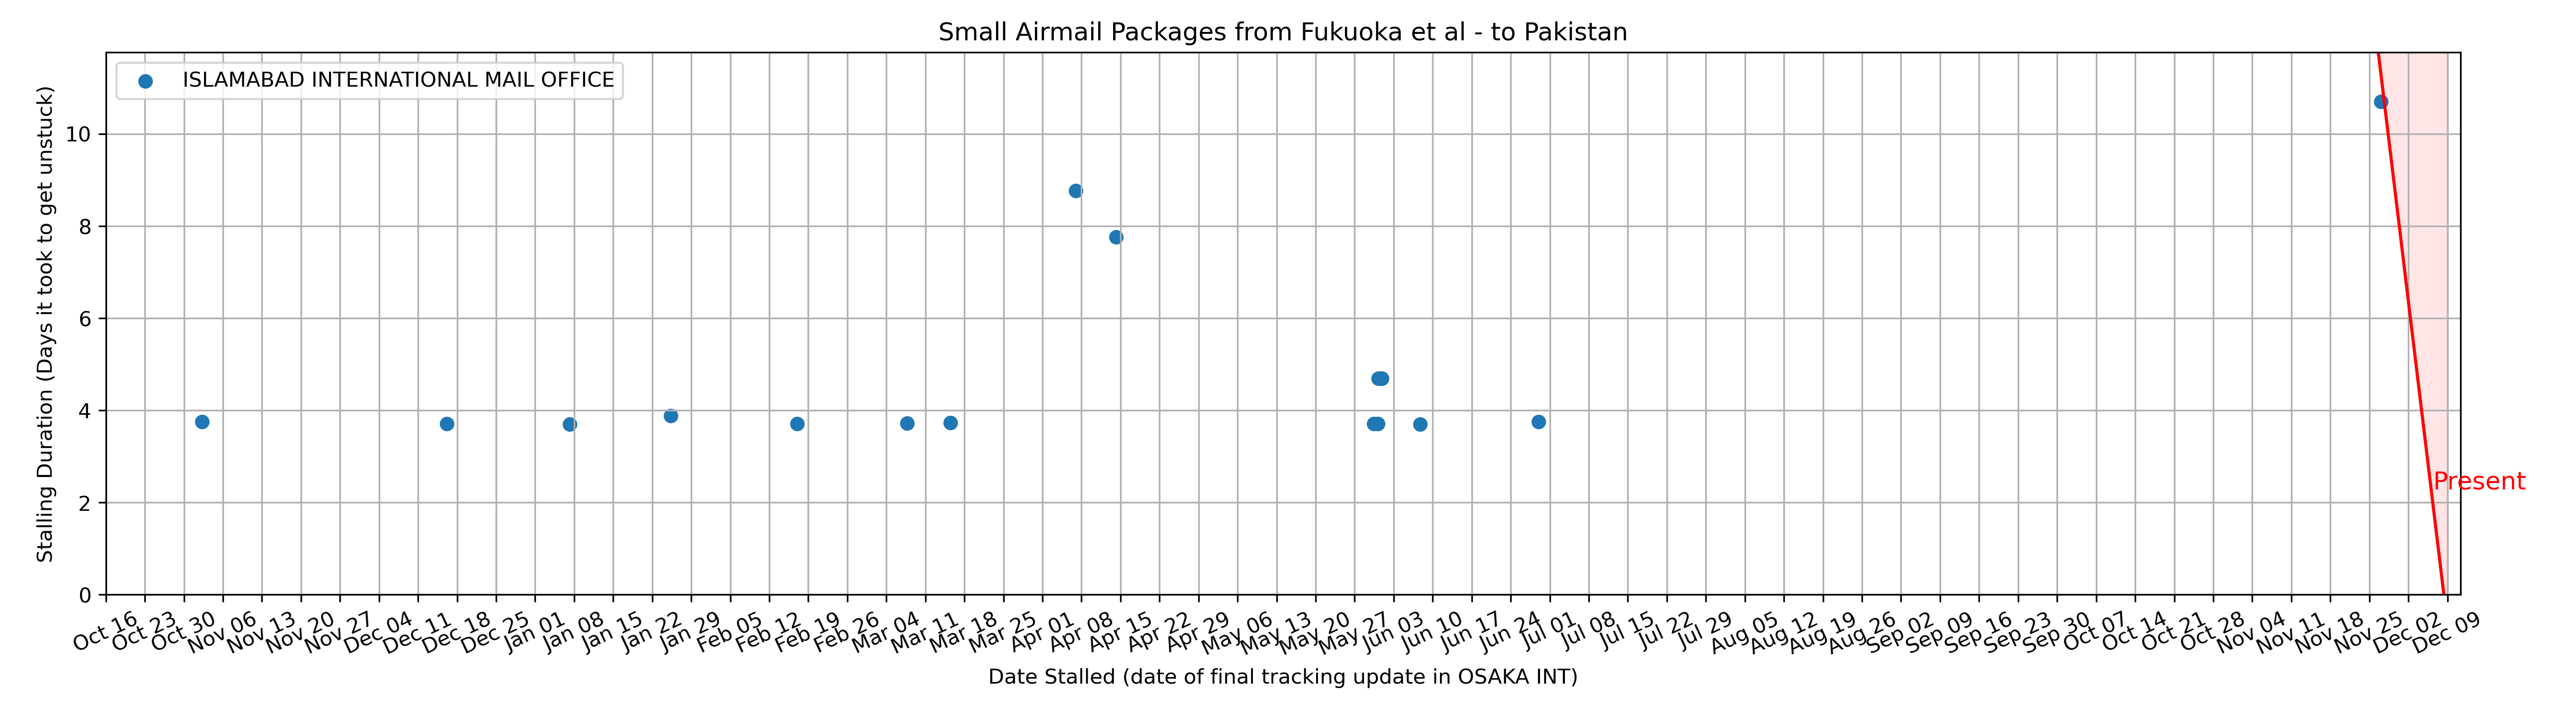 Small Airmail Packages from Fukuoka et al - to Pakistan
ISLAMABAD INTERNATIONAL MAIL OFFICE
Stalling Duration (Days it took to get unstuck)
10
8
6
4
2
0
Present
Oct 16
Oct 23
Oct 30
Nov 06
Nov 13
Nov 20
Nov 27
Dec 04
Dec 11
Dec 18
Dec 25
Jan 01
Jan 08
Jan 15
Jan 22
Jan 29
Feb 05
Feb 12
Feb 19
Feb 26
Mar 04
Mar 11
Mar 18
Mar 25
Apr 01
Apr 08
Apr 15
Apr 22
Apr 29
May 06
May 13
May 20
May 27
Jun 03
Jun 10
Jun 17
Jun 24
Jul 01
Jul 08
Jul 15
Jul 22
Jul 29
Aug 05
Aug 12
Aug 19
Aug 26
Sep 02
Sep 09
Sep 16
Sep 23
Sep 30
Oct 07
Oct 14
Oct 21
Oct 28
Nov 04
Nov 11
Nov 18
Nov 25
Dec 02
Dec 09
Date Stalled (date of final tracking update in OSAKA INT)